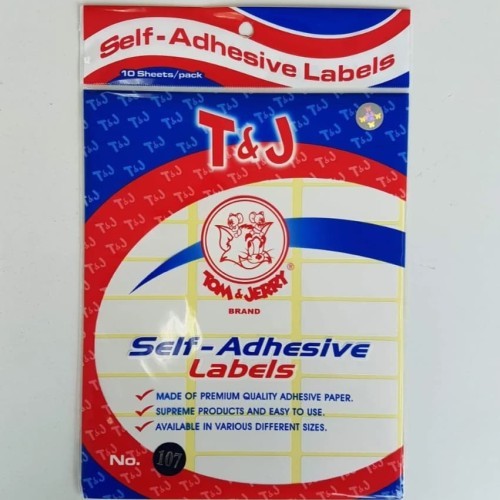 Self-Adhesive Labels
10 Sheets/pack
T&J
TOM & JERRY®
BRAND
Self-Adhesive
Labels
MADE OF PREMIUM QUALITY ADHESIVE PAPER.
SUPREME PRODUCTS AND EASY TO USE.
AVAILABLE IN VARIOUS DIFFERENT SIZES.
No. 107